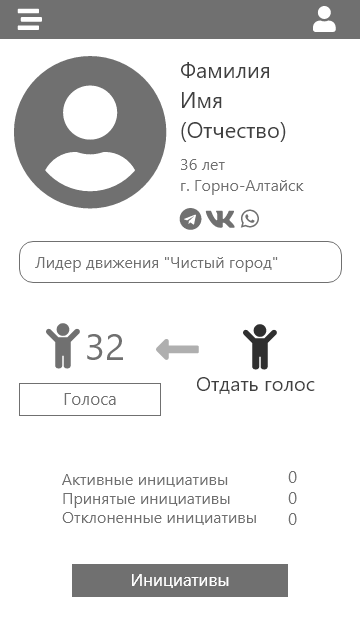 Фамилия
Имя
(Отчество)
36 лет
г. Горно-Алтайск
Лидер движения "Чистый город"
32
Отдать голос
Голоса
Активные инициативы 0
Принятые инициативы 0
Отклоненные инициативы 0
Инициативы